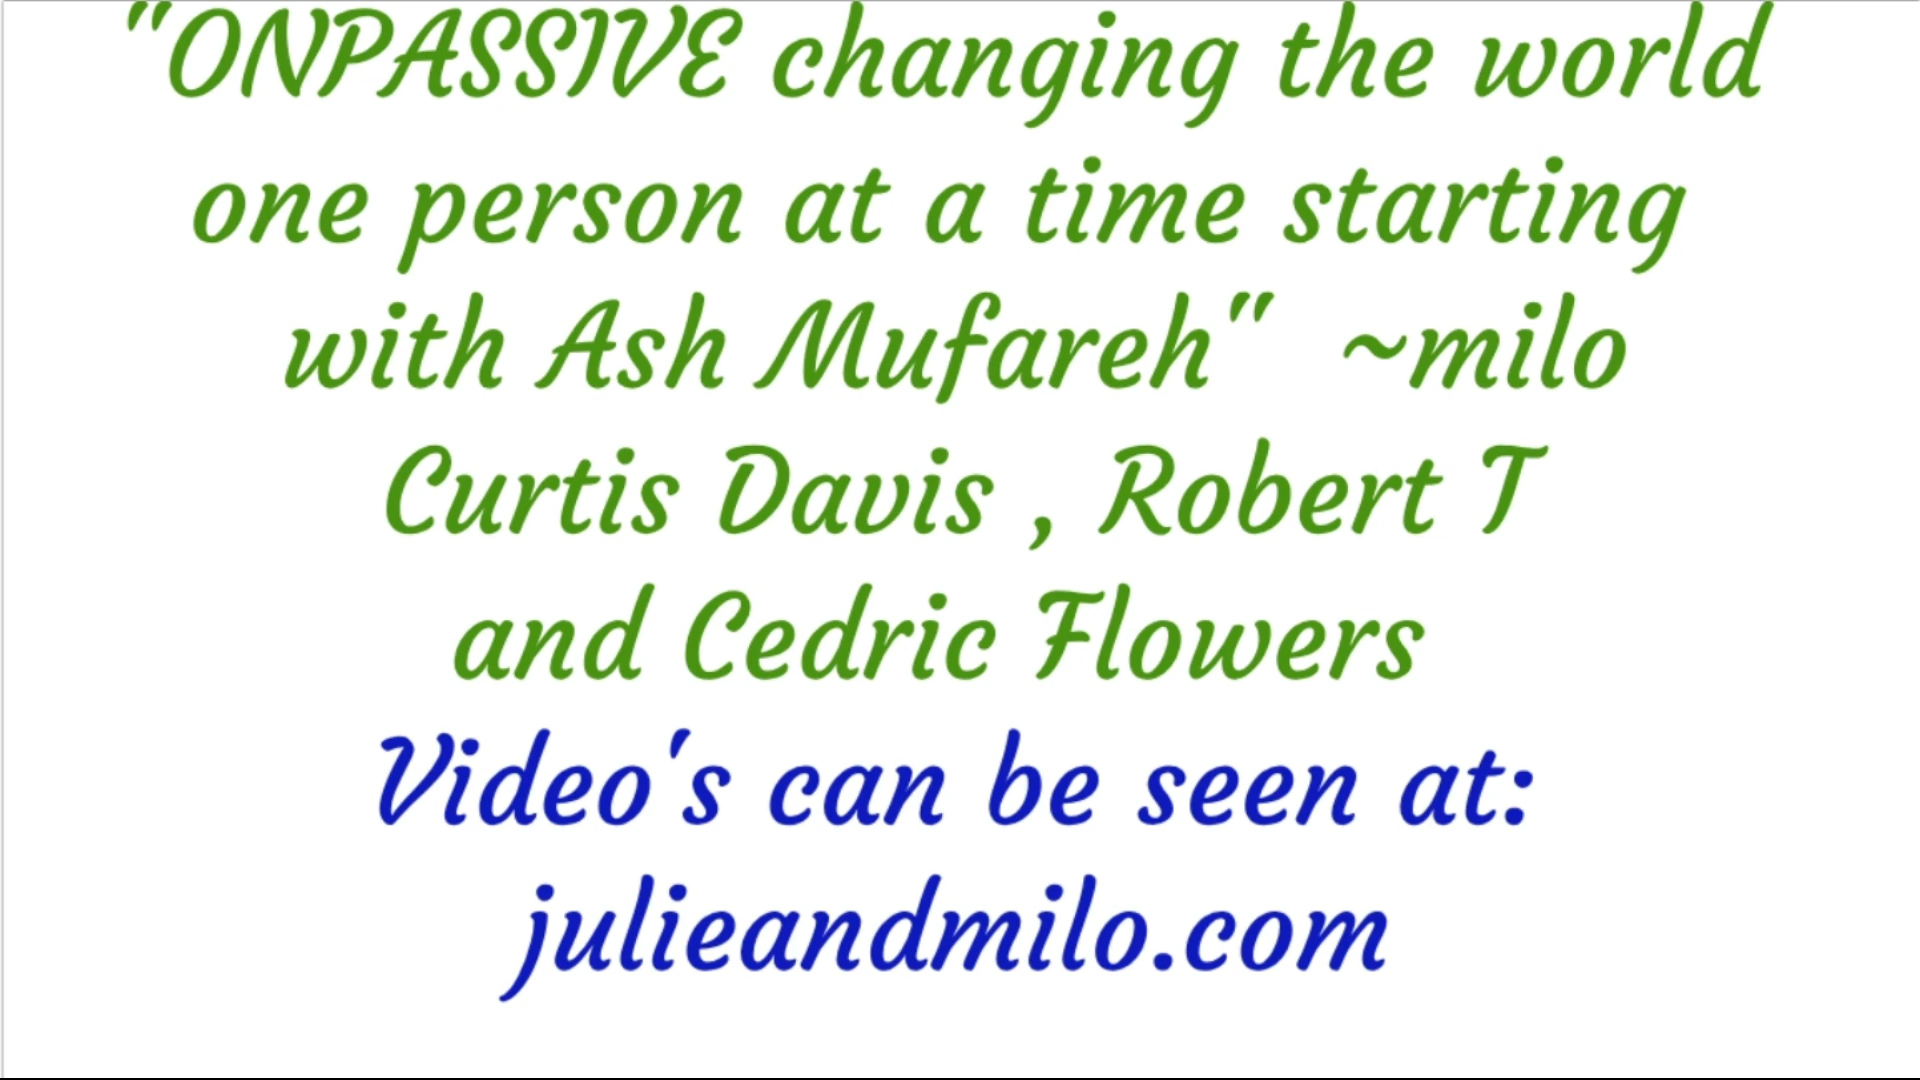 "ONPASSIVE changing the world
one person at a time starting
with Ash Mufareh" ~milo
Curtis Davis , Robert T
and Cedric Flowers
Video's can be seen at:
julieandmilo.com